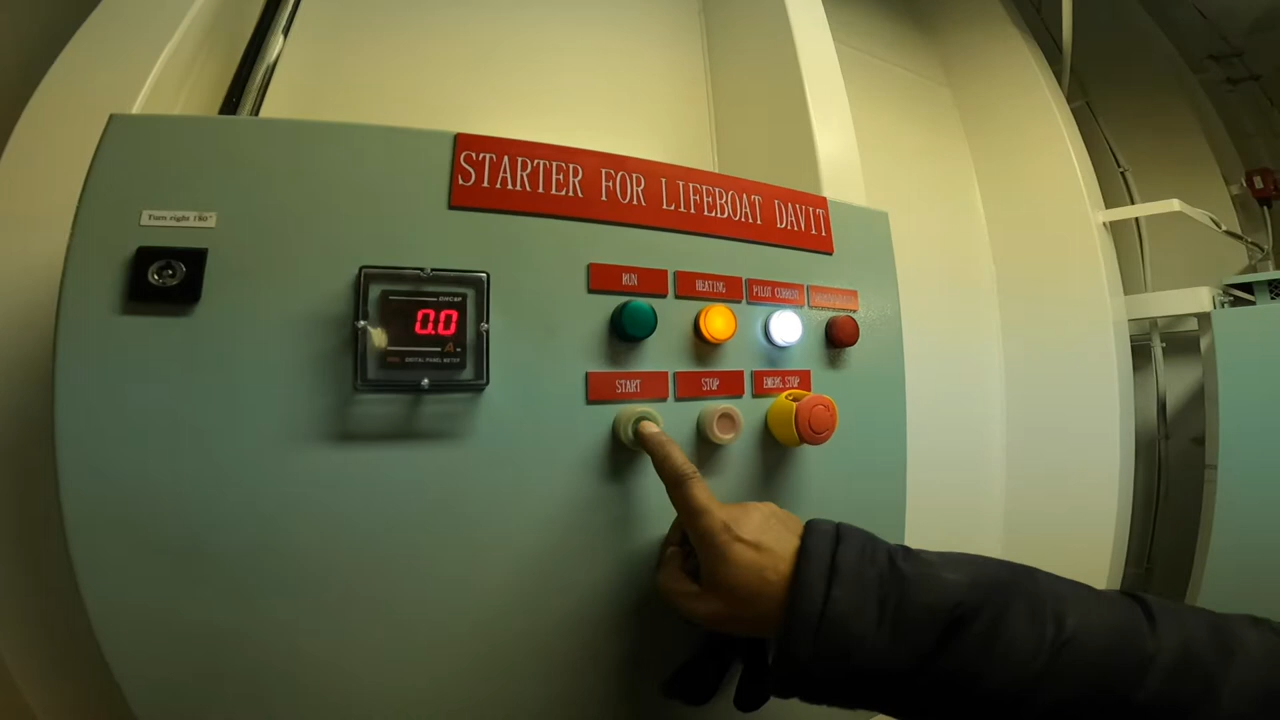 STARTER FOR LIFEBOAT DAVIT
Turn right 180°
RUN
HEATING
PILOT CURRENT
0.0
A
DIGITAL PANEL METER
START
STOP
EMERG. STOP